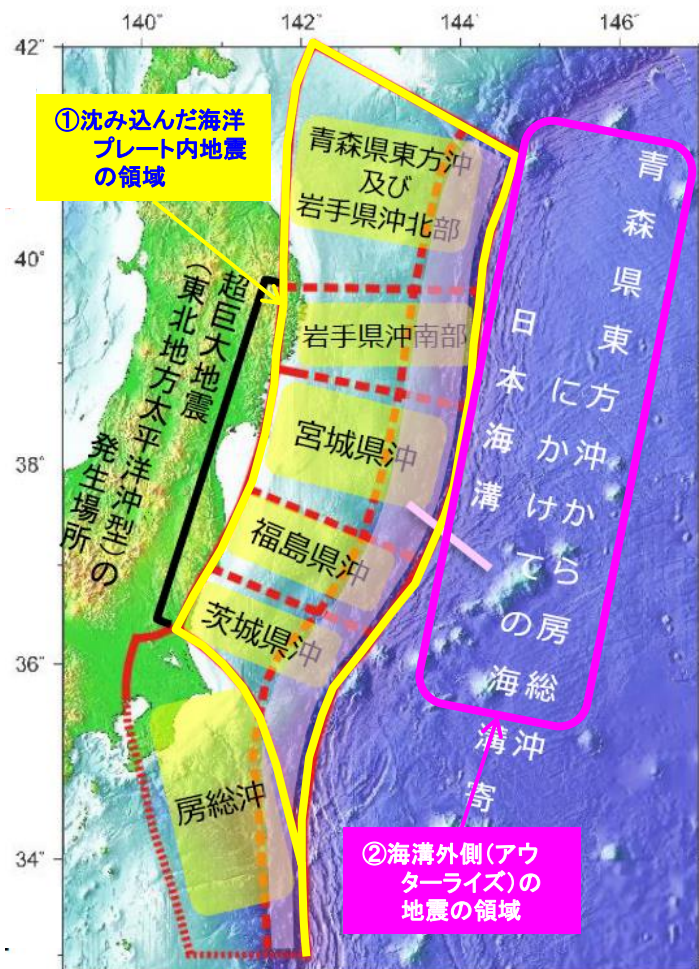 140°
142°
144°
146°
42°
40°
38°
36°
34°
①沈み込んだ海洋
プレート内地震
の領域
青森県東方沖
及び
岩手県沖北部
岩手県沖南部
宮城県沖
福島県沖
茨城県沖
房総沖
超巨大地震
(東北地方太平洋沖型)の
発生場所
青森県東方沖から房総沖
にかけての海溝寄
日本海溝
②海溝外側(アウ
ターライズ)の
地震の領域